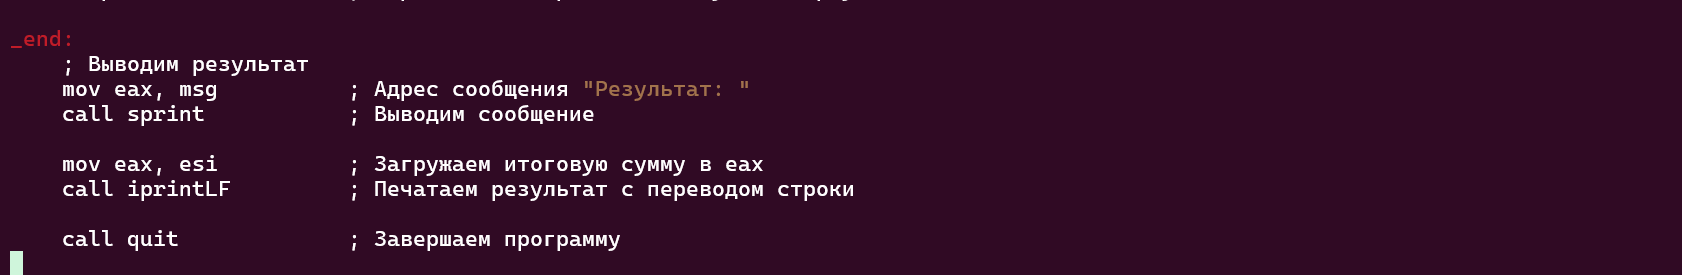 _end:
; Выводим результат
mov eax, msg ; Адрес сообщения "Результат: "
call sprint ; Выводим сообщение
mov eax, esi ; Загружаем итоговую сумму в eax
call iprintLF ; Печатаем результат с переводом строки
call quit ; Завершаем программу